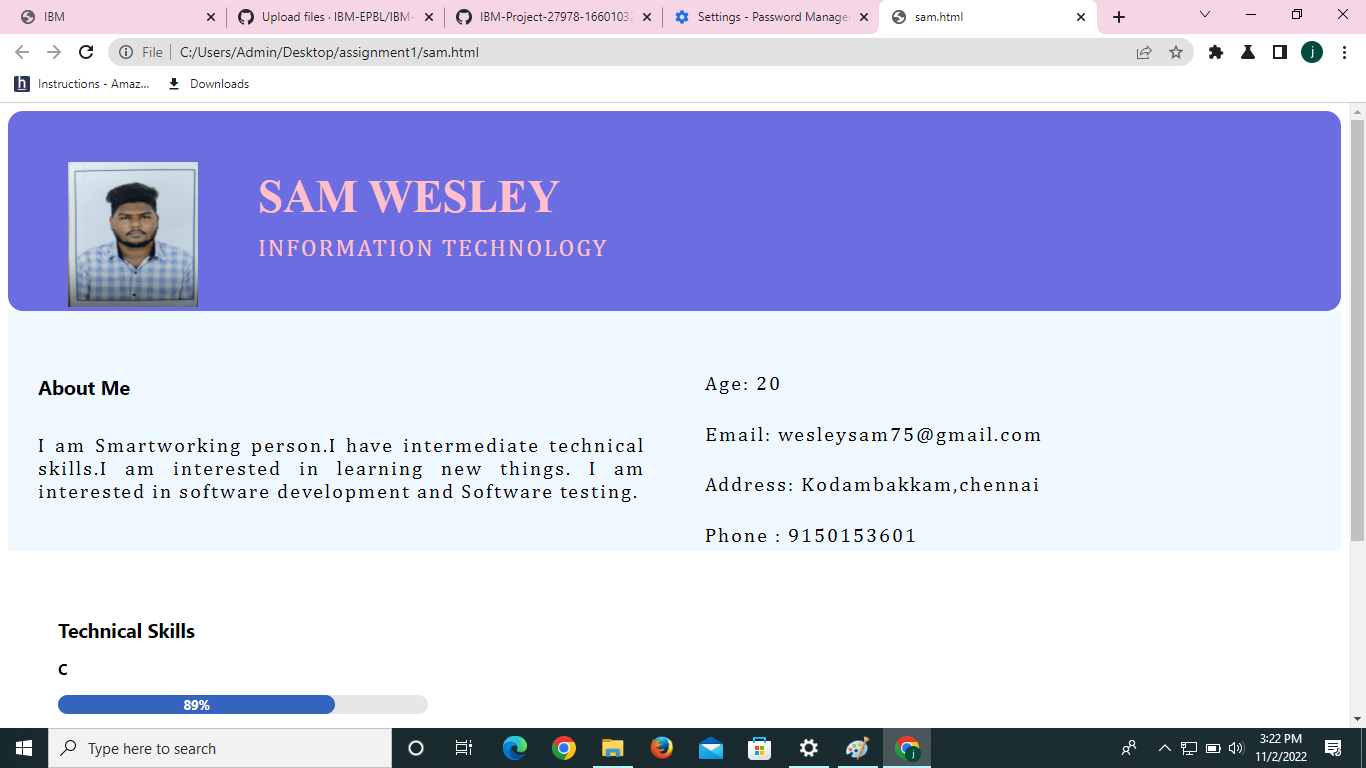 IBM
Upload files · IBM-EPBL/IBM-
IBM-Project-27978-16601032
Settings - Password Manager
sam.html
File
C:/Users/Admin/Desktop/assignment1/sam.html
j
h Instructions - Amaz...
Downloads
SAM WESLEY
INFORMATION TECHNOLOGY
About Me
I am Smartworking person.I have intermediate technical
skills.I am interested in learning new things. I am
interested in software development and Software testing.
Age: 20
Email: wesleysam75@gmail.com
Address: Kodambakkam,chennai
Phone : 9150153601
Technical Skills
C
89%
Type here to search
j
3:22 PM
11/2/2022